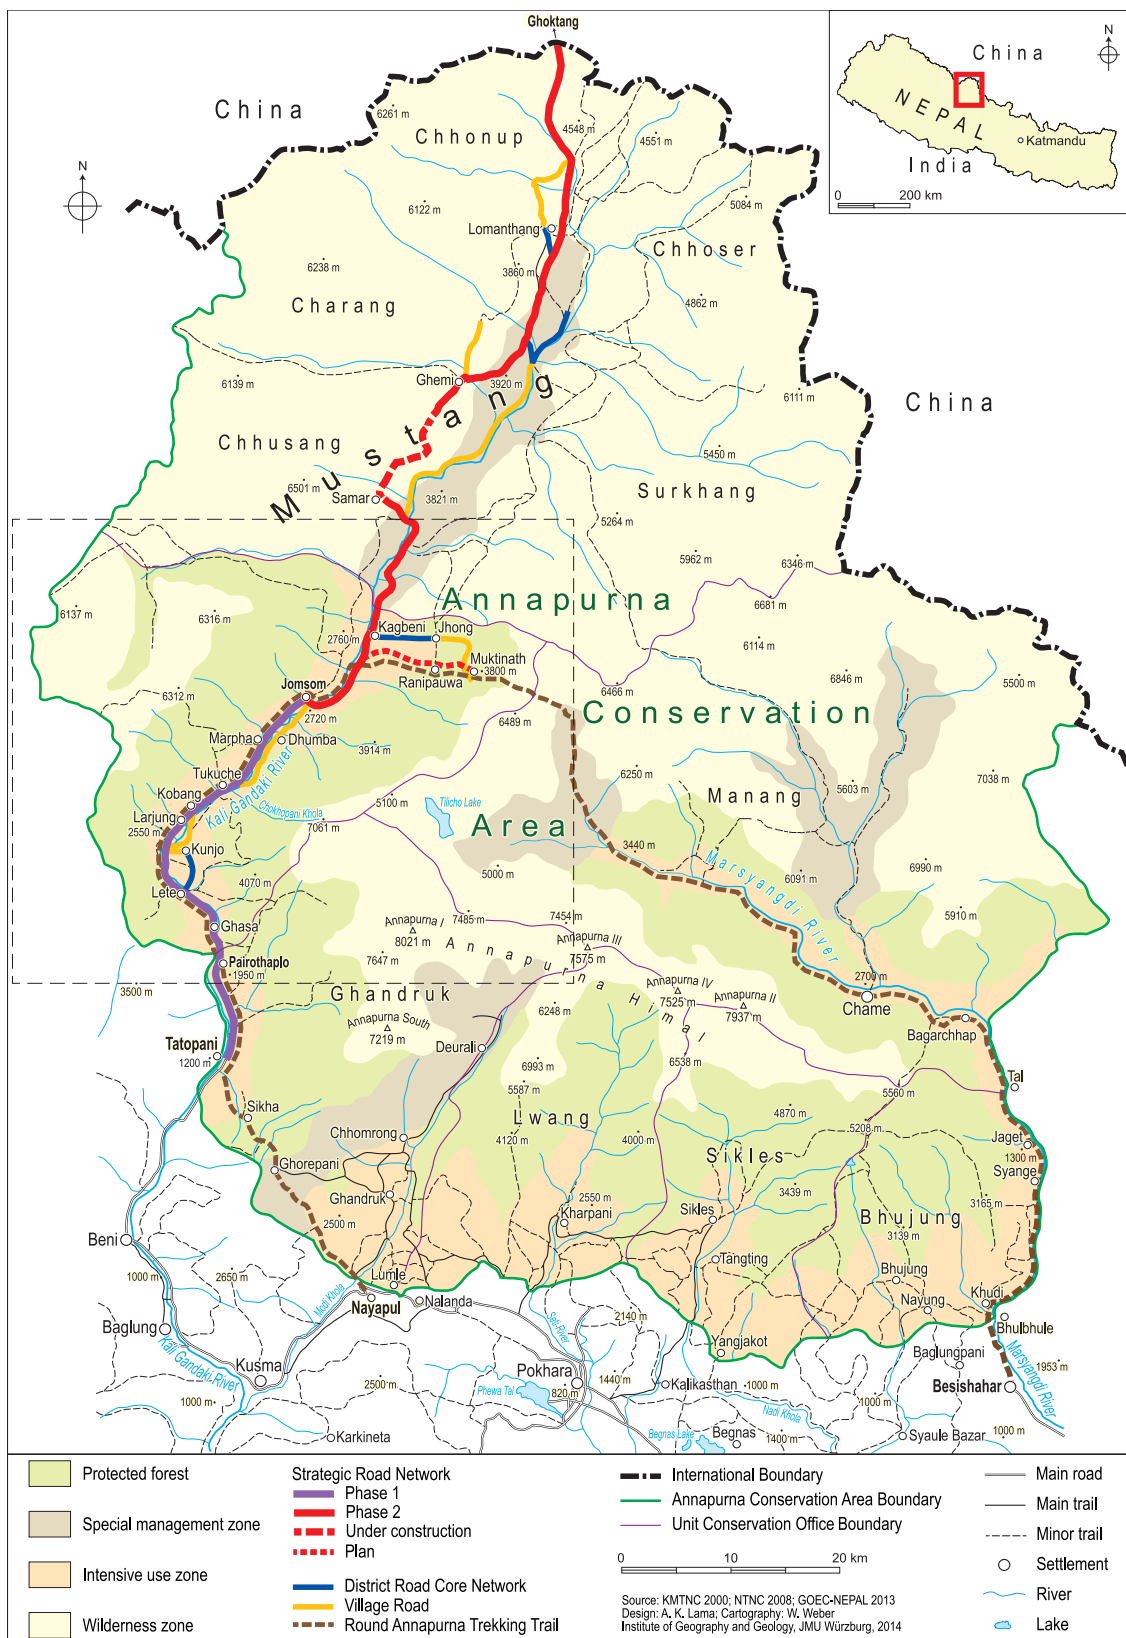 Ghoktang
N
China
NEPAL
Katmandu
India
0 200 km
China
6261 m
Chhonup
4548 m
4551 m
N
6122 m
5084 m
Lomanthang
Chhoser
6238 m
3860 m
Charang
4862 m
Ghemi
3920 m
6139 m
6111 m
China
Chhusang
Mustang
5450 m
6501 m
Samar
3821 m
Surkhang
5264 m
5962 m
6346 m
6137 m
6316 m
Annapurna
6681 m
2760 m
Kagbeni
Jhong
6114 m
Muktinath
3800 m
Ranipauwa
6846 m
5500 m
Jomsom
6466 m
6312 m
2720 m
6489 m
Conservation
Marpha
Dhumba
3914 m
Tukuche
6250 m
7038 m
5603 m
Kobang
Kali Gandaki River
5100 m
Tilicho Lake
Manang
Larjung
Chokhopani Khola
2550 m
7061 m
Area
Kunjo
3440 m
Marsyangdi River
5000 m
6091 m
6990 m
4070 m
Lete
5910 m
Ghasa
Annapurna I
8021 m
7485 m
7454 m
Annapurna III
7575 m
Annapurna Himal
Pairothaplo
1950 m
7647 m
3500 m
Ghandruk
Annapurna IV
7525 m
Annapurna II
7937 m
2700 m
Chame
6248 m
Annapurna South
7219 m
Bagarchhap
Tatopani
1200 m
Deurali
6993 m
6538 m
5587 m
5560 m
Tal
Sikha
Lwang
4870 m
Chhomrong
4120 m
4000 m
5208 m
Jaget
1300 m
Ghorepani
Sikles
Syange
Ghandruk
3439 m
2550 m
Kharpani
3165 m
Sikles
2500 m
Bhujung
3139 m
Beni
Tangting
1000 m
2650 m
Lumle
Bhujung
Modi Khola
Nayapul
Nalanda
Khudi
Nayung
Bhulbhule
Baglung
Seti-River
2140 m
Kali Gandaki River
Yangjakot
Baglungpani
Kusma
1953 m
Marsyangdi River
2500 m
Pokhara
1440 m
Kalikasthan
1000 m
Besishahar
1000 m
Phewa Tal
820 m
1000 m
Nadi Khola
Karkineta
Begnas Lake
Begnas
1400 m
Syaule Bazar
1000 m
Protected forest
Special management zone
Intensive use zone
Wilderness zone
Strategic Road Network
Phase 1
Phase 2
Under construction
Plan
District Road Core Network
Village Road
Round Annapurna Trekking Trail
International Boundary
Annapurna Conservation Area Boundary
Unit Conservation Office Boundary
0 10 20 km
Source: KMTNC 2000; NTNC 2008; GOEC-NEPAL 2013
Design: A. K. Lama; Cartography: W. Weber
Institute of Geography and Geology, JMU Würzburg, 2014
Main road
Main trail
Minor trail
Settlement
River
Lake